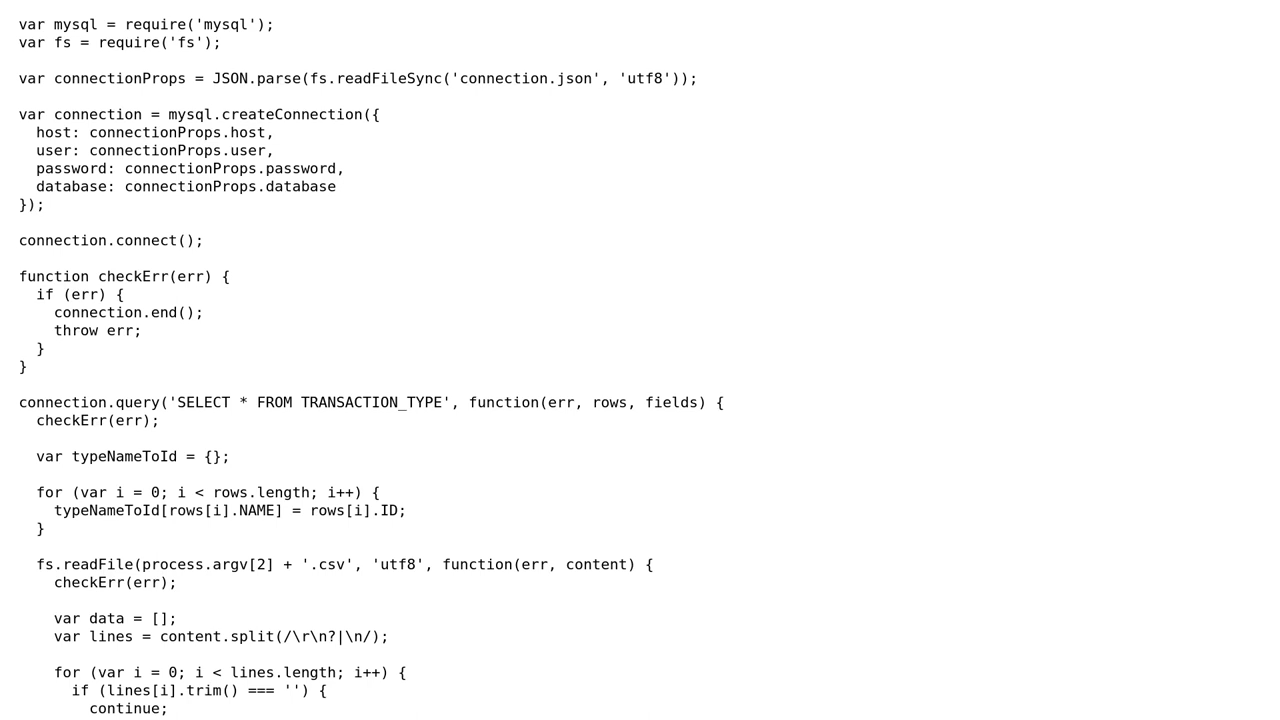 var mysql = require('mysql');
var fs = require('fs');

var connectionProps = JSON.parse(fs.readFileSync('connection.json', 'utf8'));

var connection = mysql.createConnection({
  host: connectionProps.host,
  user: connectionProps.user,
  password: connectionProps.password,
  database: connectionProps.database
});

connection.connect();

function checkErr(err) {
  if (err) {
    connection.end();
    throw err;
  }
}

connection.query('SELECT * FROM TRANSACTION_TYPE', function(err, rows, fields) {
  checkErr(err);

  var typeNameToId = {};

  for (var i = 0; i < rows.length; i++) {
    typeNameToId[rows[i].NAME] = rows[i].ID;
  }

  fs.readFile(process.argv[2] + '.csv', 'utf8', function(err, content) {
    checkErr(err);

    var data = [];
    var lines = content.split(/\r\n?|\n/);

    for (var i = 0; i < lines.length; i++) {
      if (lines[i].trim() === '') {
        continue;